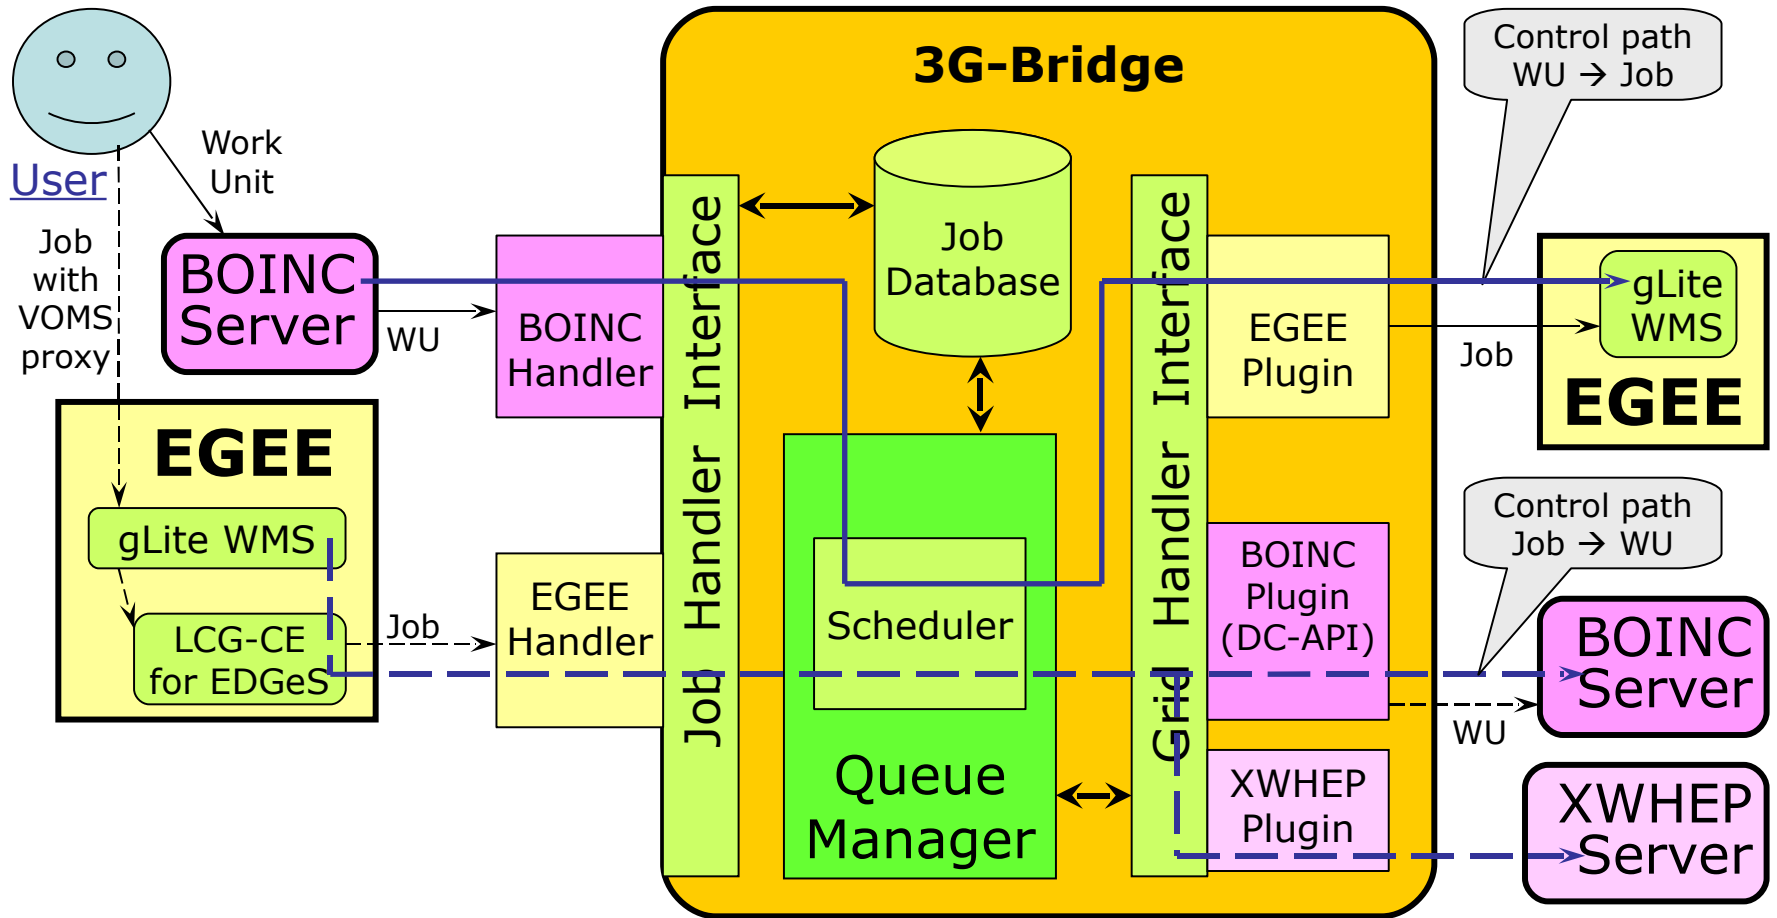 3G-Bridge
Control path
WU → Job
User
Work
Unit
Job
with
VOMS
proxy
BOINC
Server
WU
BOINC
Handler
Job Handler Interface
Job
Database
Grid Handler Interface
EGEE
Plugin
Job
gLite
WMS
EGEE
EGEE
gLite WMS
LCG-CE
for EDGeS
Job
EGEE
Handler
Scheduler
Queue
Manager
BOINC
Plugin
(DC-API)
Control path
Job → WU
WU
BOINC
Server
XWHEP
Plugin
XWHEP
Server